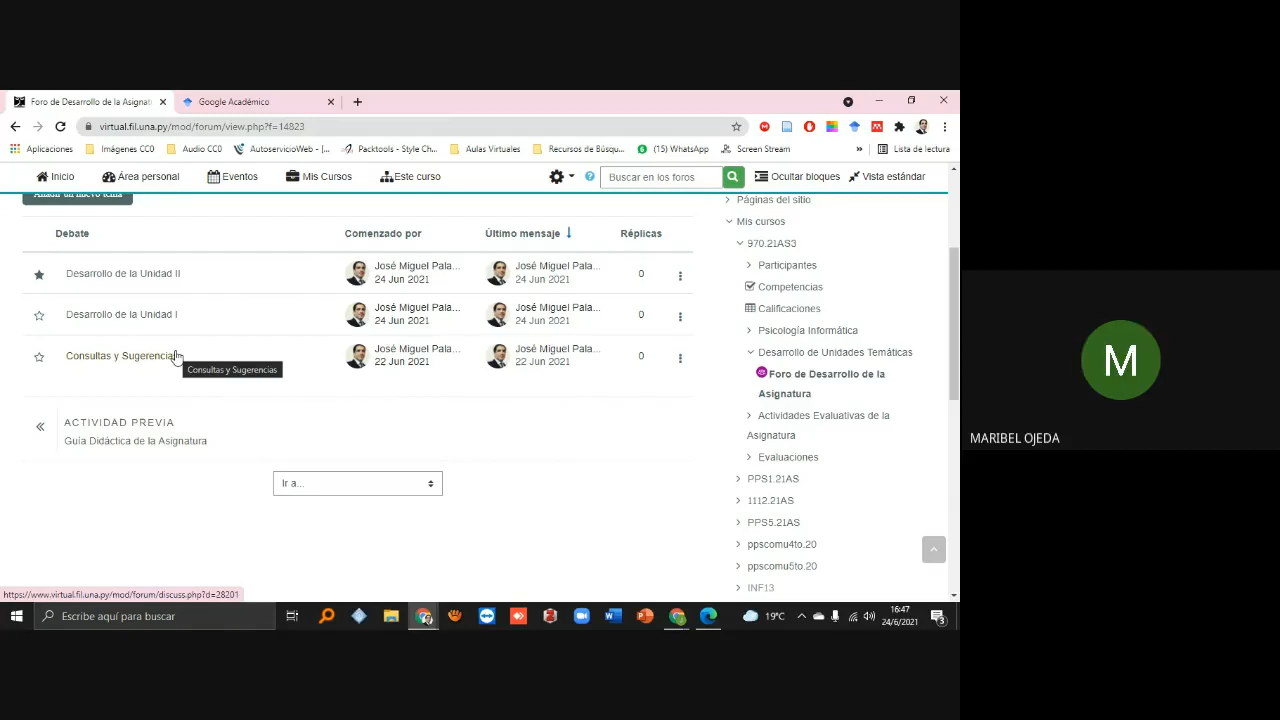 Foro de Desarrollo de la Asignat
Google Académico
virtual.fil.una.py/mod/forum/view.php?f=14823
Aplicaciones
Imágenes CC0
Audio CC0
AutoservicioWeb - [...
Packtools - Style Ch...
Aulas Virtuales
Recursos de Búsqu...
(15) WhatsApp
Screen Stream
»
Lista de lectura
Inicio
Área personal
Eventos
Mis Cursos
Este curso
Buscar en los foros
Ocultar bloques
Vista estándar
Añadir un nuevo tema
Debate
Comenzado por
Último mensaje
Réplicas
Desarrollo de la Unidad II
José Miguel Pala...
24 Jun 2021
José Miguel Pala...
24 Jun 2021
0
Desarrollo de la Unidad I
José Miguel Pala...
24 Jun 2021
José Miguel Pala...
24 Jun 2021
0
Consultas y Sugerencias
José Miguel Pala...
22 Jun 2021
José Miguel Pala...
22 Jun 2021
0
Consultas y Sugerencias
ACTIVIDAD PREVIA
Guía Didáctica de la Asignatura
Ir a...
Páginas del sitio
Mis cursos
970.21AS3
Participantes
Competencias
Calificaciones
Psicología Informática
Desarrollo de Unidades Temáticas
Foro de Desarrollo de la
Asignatura
Actividades Evaluativas de la
Asignatura
Evaluaciones
PPS1.21AS
1112.21AS
PPS5.21AS
ppscomu4to.20
ppscomu5to.20
INF13
https://www.virtual.fil.una.py/mod/forum/discuss.php?d=28201
Escribe aquí para buscar
19°C
16:47
24/6/2021
3
M
MARIBEL OJEDA